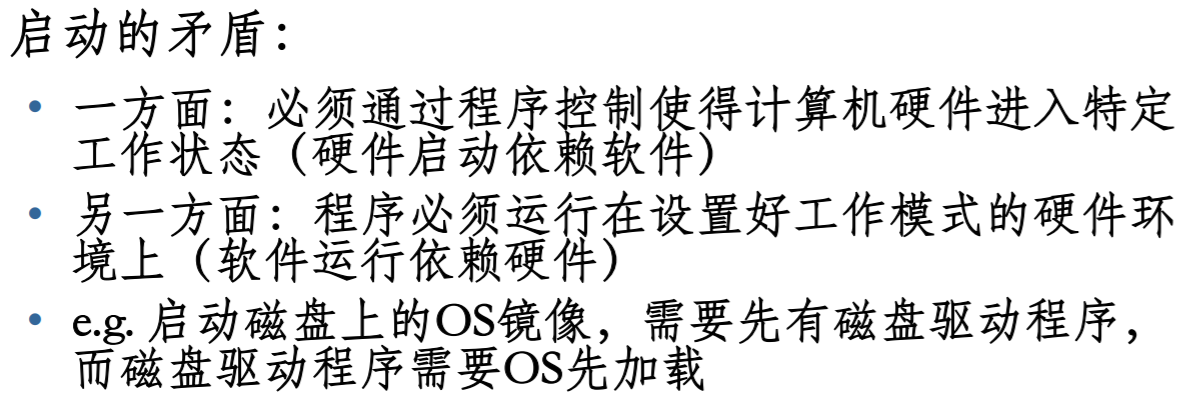 启动的矛盾：
• 一方面：必须通过程序控制使得计算机硬件进入特定
工作状态（硬件启动依赖软件）
• 另一方面：程序必须运行在设置好工作模式的硬件环
境上（软件运行依赖硬件）
• e.g. 启动磁盘上的OS镜像，需要先有磁盘驱动程序，
而磁盘驱动程序需要OS先加载